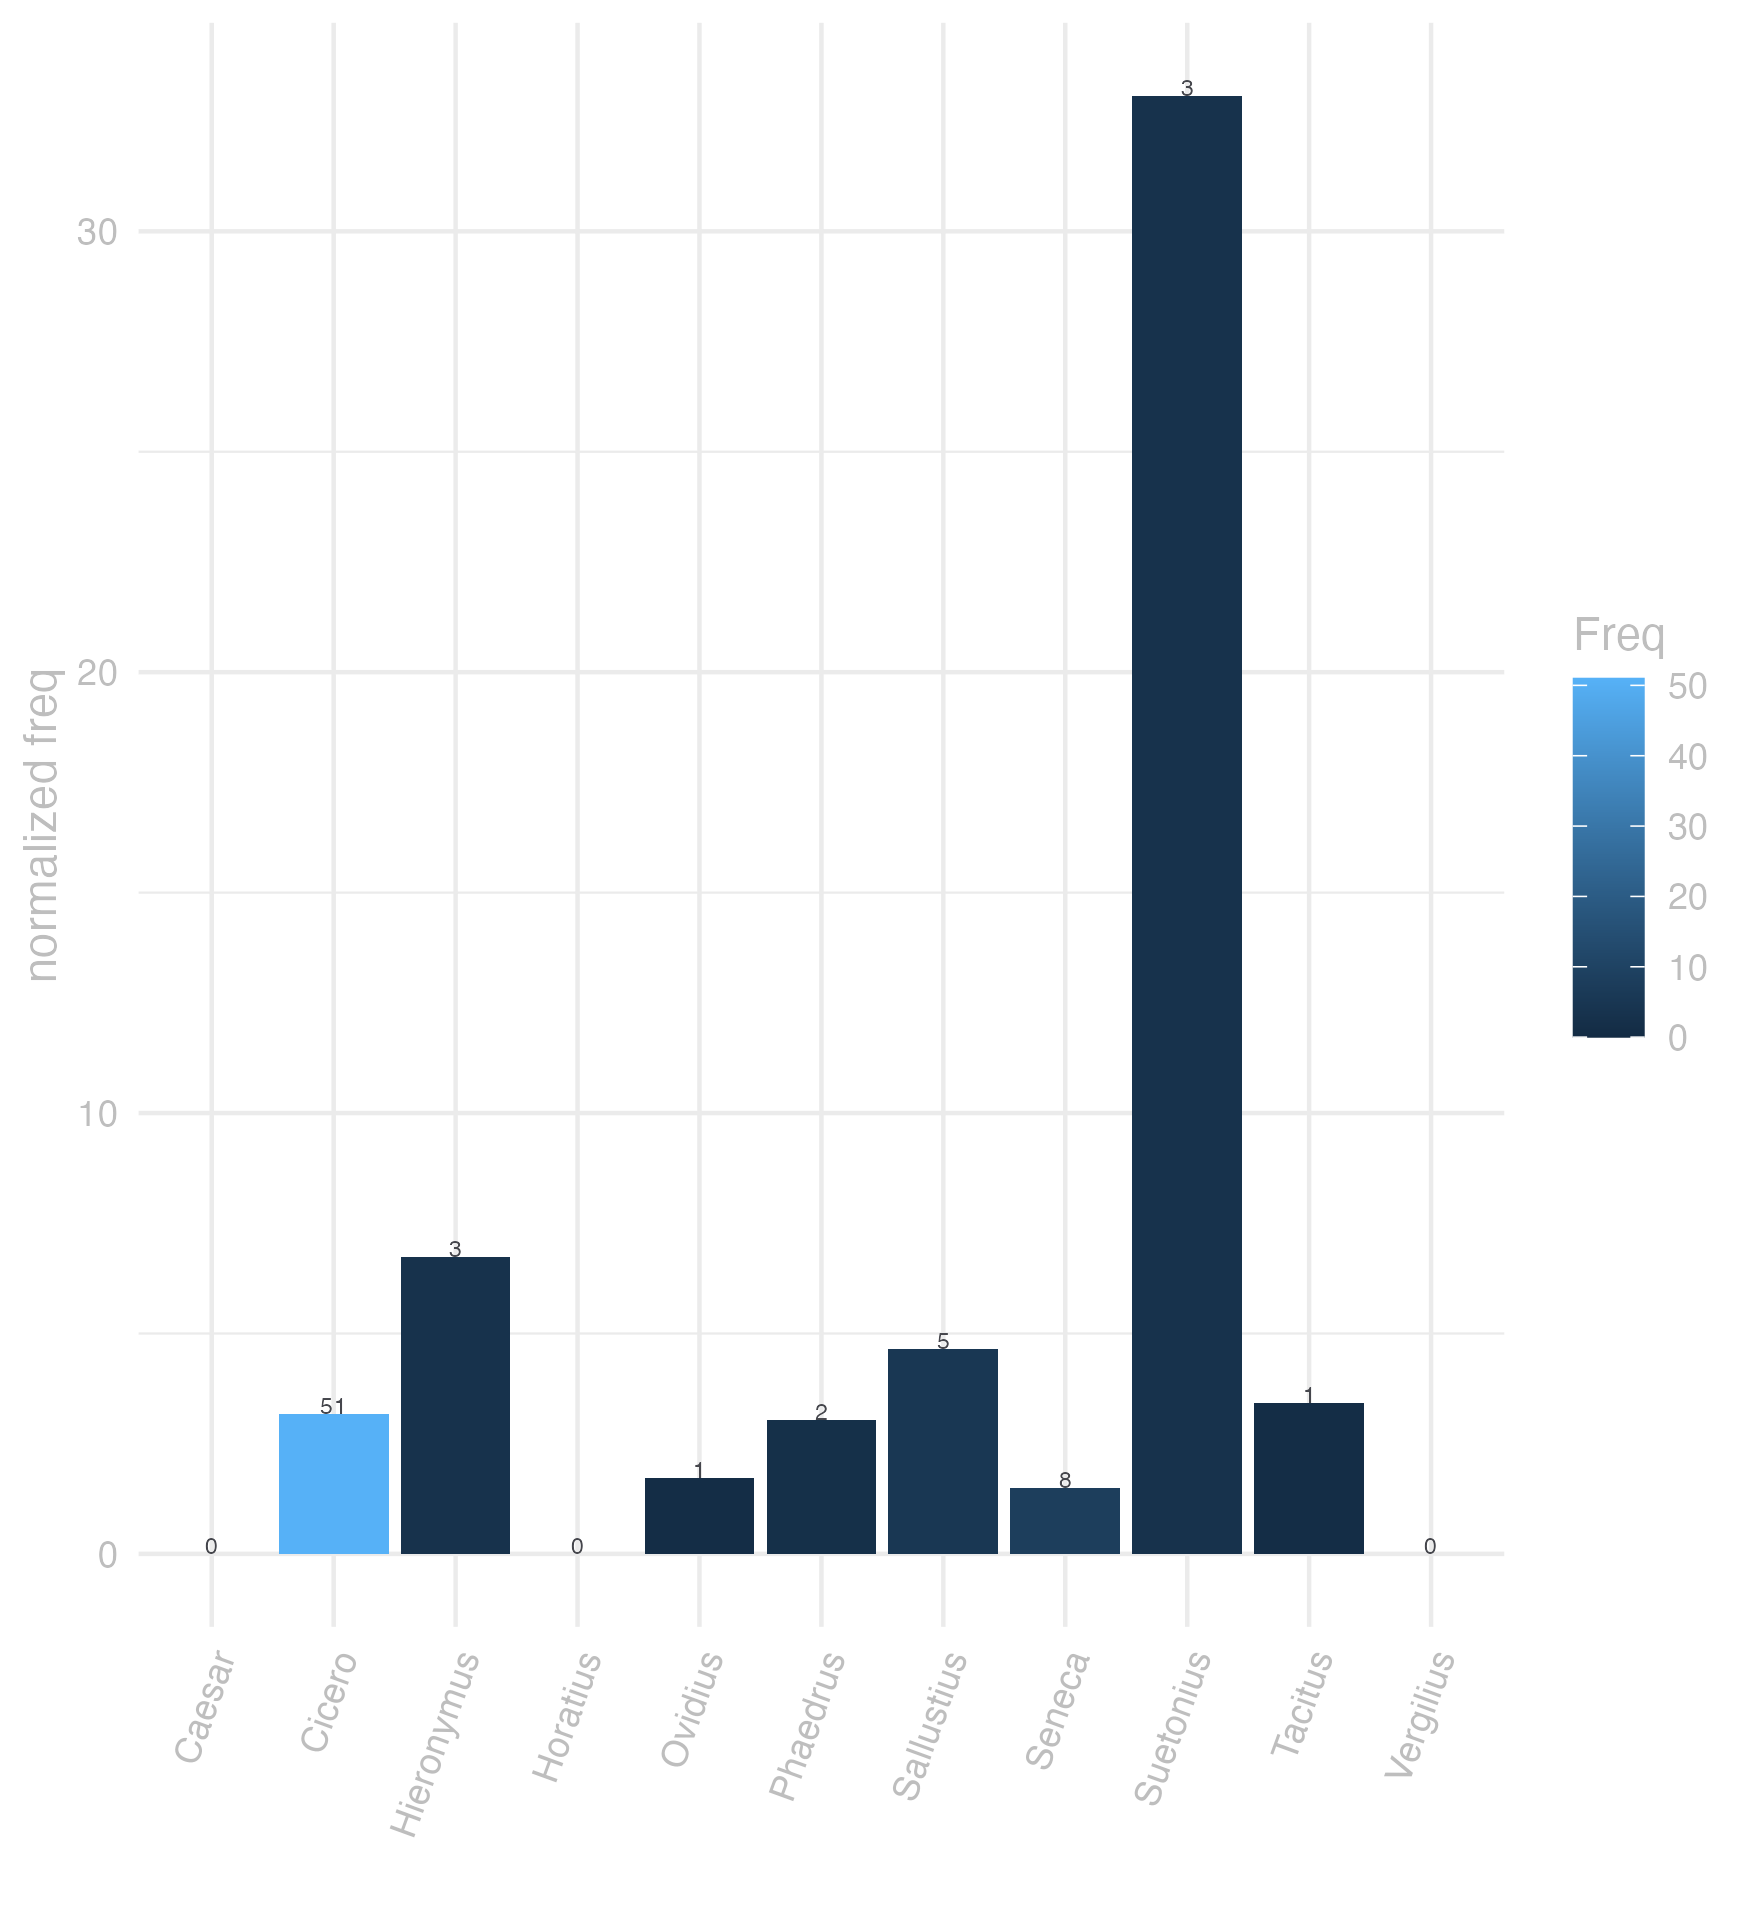 normalized freq
30
20
10
0
0
51
3
0
1
2
5
8
3
1
0
Caesar
Cicero
Hieronymus
Horatius
Ovidius
Phaedrus
Sallustius
Seneca
Suetonius
Tacitus
Vergilius
Freq
50
40
30
20
10
0